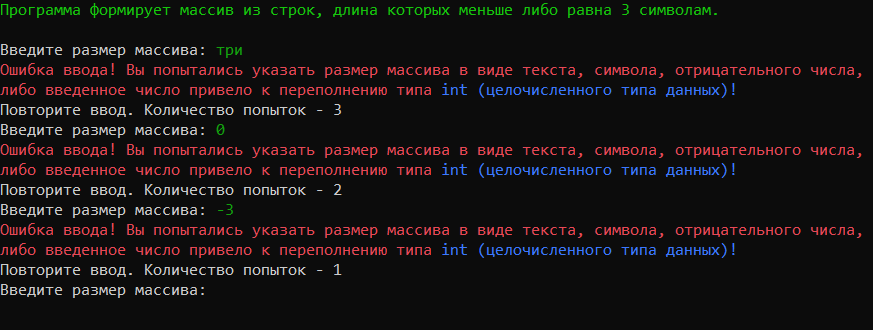 Программа формирует массив из строк, длина которых меньше либо равна 3 символам.
Введите размер массива: три
Ошибка ввода! Вы попытались указать размер массива в виде текста, символа, отрицательного числа,
либо введенное число привело к переполнению типа int (целочисленного типа данных)!
Повторите ввод. Количество попыток - 3
Введите размер массива: 0
Ошибка ввода! Вы попытались указать размер массива в виде текста, символа, отрицательного числа,
либо введенное число привело к переполнению типа int (целочисленного типа данных)!
Повторите ввод. Количество попыток - 2
Введите размер массива: -3
Ошибка ввода! Вы попытались указать размер массива в виде текста, символа, отрицательного числа,
либо введенное число привело к переполнению типа int (целочисленного типа данных)!
Повторите ввод. Количество попыток - 1
Введите размер массива: